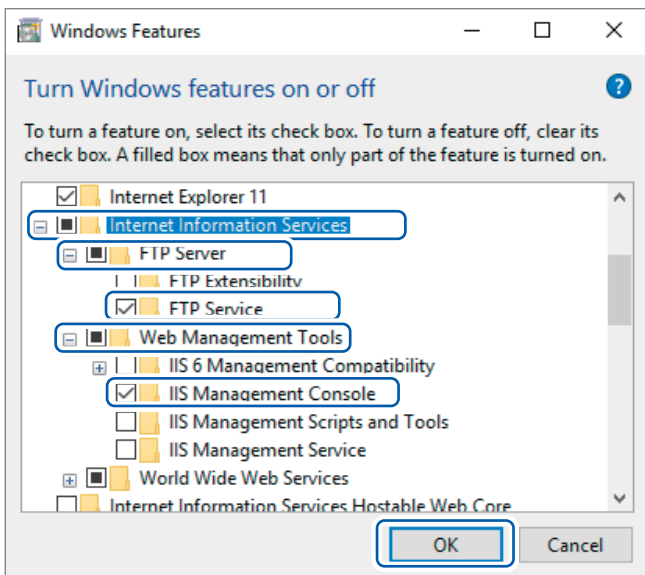 Windows Features
Turn Windows features on or off
?
To turn a feature on, select its check box. To turn a feature off, clear its
check box. A filled box means that only part of the feature is turned on.
Internet Explorer 11
Internet Information Services
FTP Server
FTP Extensibility
FTP Service
Web Management Tools
IIS 6 Management Compatibility
IIS Management Console
IIS Management Scripts and Tools
IIS Management Service
World Wide Web Services
Internet Information Services Hostable Web Core
OK Cancel